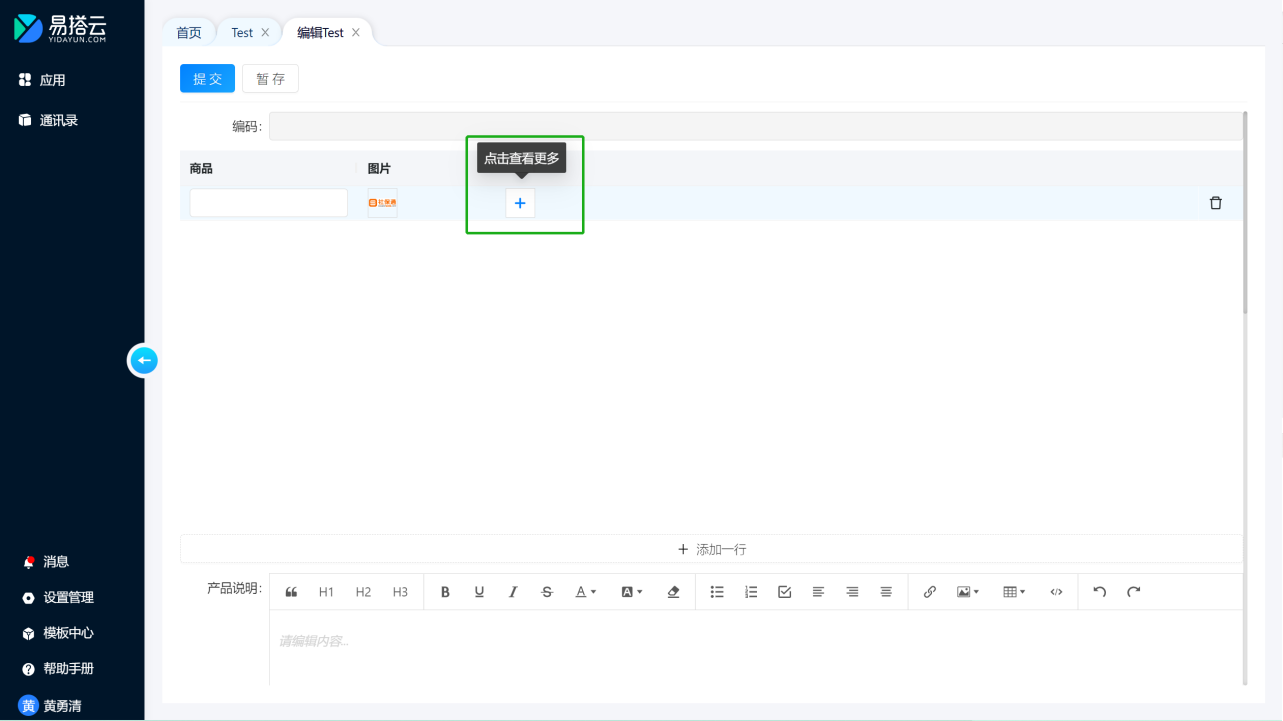 易搭云
YIDAYUN.COM
首页 Test 编辑Test
应用
通讯录
提交 暂存
编码:
点击查看更多
商品 图片
社保通
添加一行
产品说明: H1 H2 H3 B U I S A A
请编辑内容...
消息
设置管理
模板中心
帮助手册
黄 黄勇清